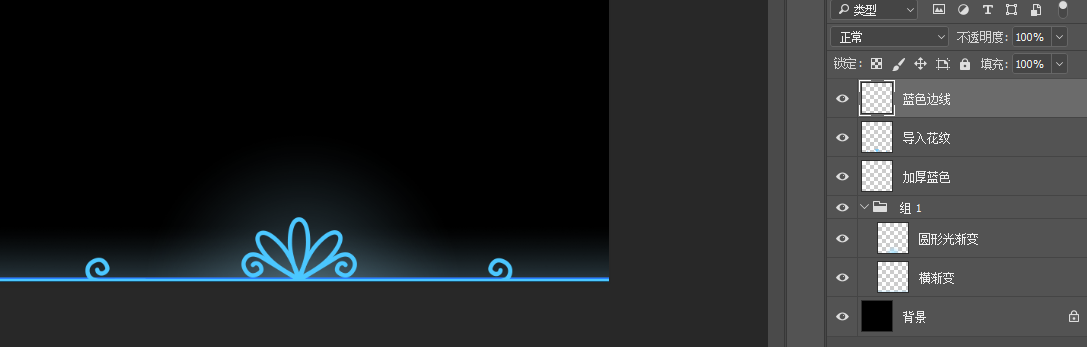 类型
正常 不透明度: 100%
锁定: 填充: 100%
蓝色边线
导入花纹
加厚蓝色
组 1
圆形光渐变
横渐变
背景